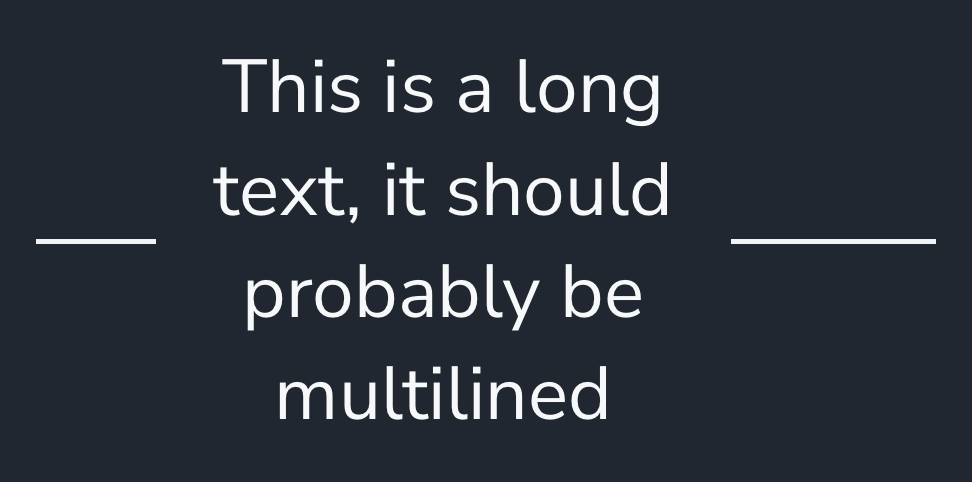 This is a long
text, it should
probably be
multilined